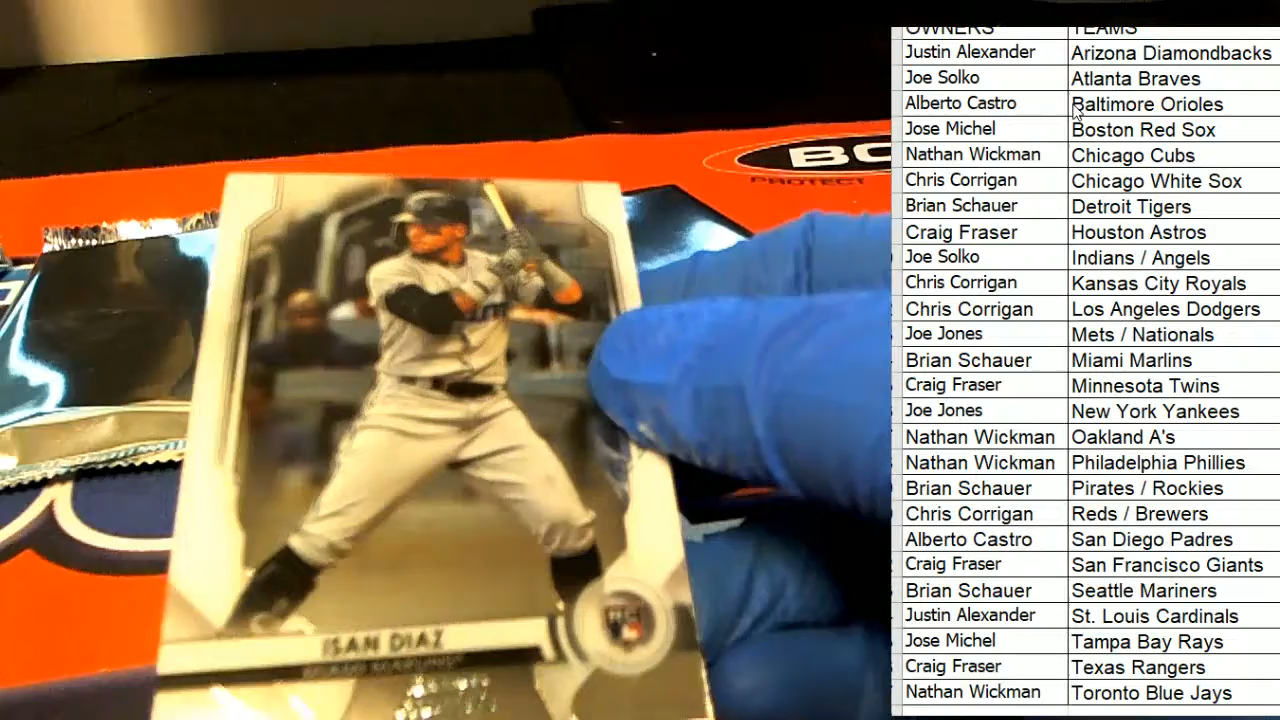 OWNERS TEAMS
Justin Alexander Arizona Diamondbacks
Joe Solko Atlanta Braves
Alberto Castro Baltimore Orioles
Jose Michel Boston Red Sox
Nathan Wickman Chicago Cubs
Chris Corrigan Chicago White Sox
Brian Schauer Detroit Tigers
Craig Fraser Houston Astros
Joe Solko Indians / Angels
Chris Corrigan Kansas City Royals
Chris Corrigan Los Angeles Dodgers
Joe Jones Mets / Nationals
Brian Schauer Miami Marlins
Craig Fraser Minnesota Twins
Joe Jones New York Yankees
Nathan Wickman Oakland A's
Nathan Wickman Philadelphia Phillies
Brian Schauer Pirates / Rockies
Chris Corrigan Reds / Brewers
Alberto Castro San Diego Padres
Craig Fraser San Francisco Giants
Brian Schauer Seattle Mariners
Justin Alexander St. Louis Cardinals
Jose Michel Tampa Bay Rays
Craig Fraser Texas Rangers
Nathan Wickman Toronto Blue Jays
BC
PROTECT
ISAN DIAZ